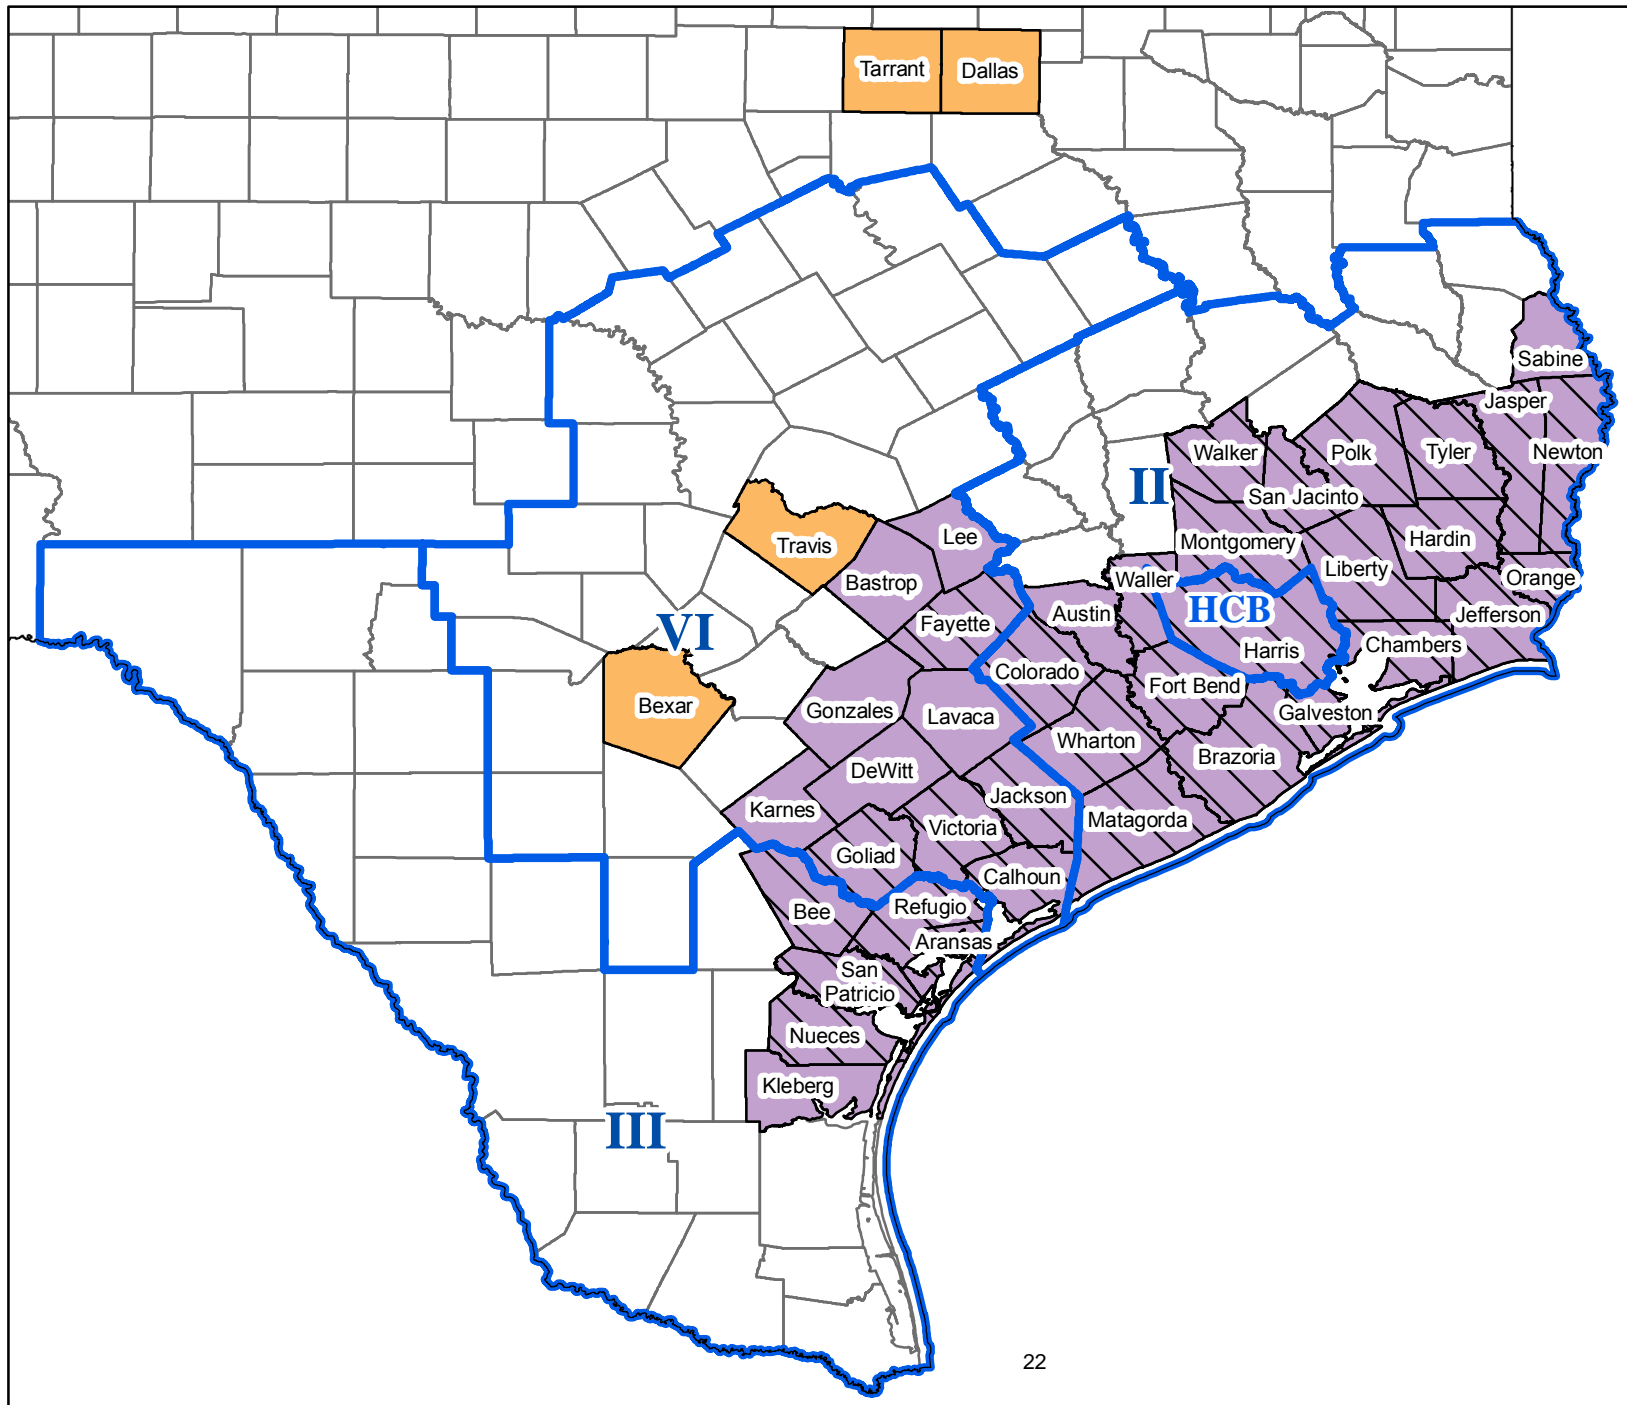 Tarrant
Dallas
Sabine
Jasper
Walker
Polk
Tyler
Newton
II
San Jacinto
Travis
Lee
Montgomery
Hardin
Bastrop
Waller
Liberty
Orange
HCB
Fayette
Austin
Jefferson
VI
Harris
Chambers
Colorado
Fort Bend
Bexar
Gonzales
Lavaca
Galveston
Wharton
Brazoria
DeWitt
Karnes
Jackson
Matagorda
Victoria
Goliad
Calhoun
Bee
Refugio
Aransas
San
Patricio
Nueces
Kleberg
III
22